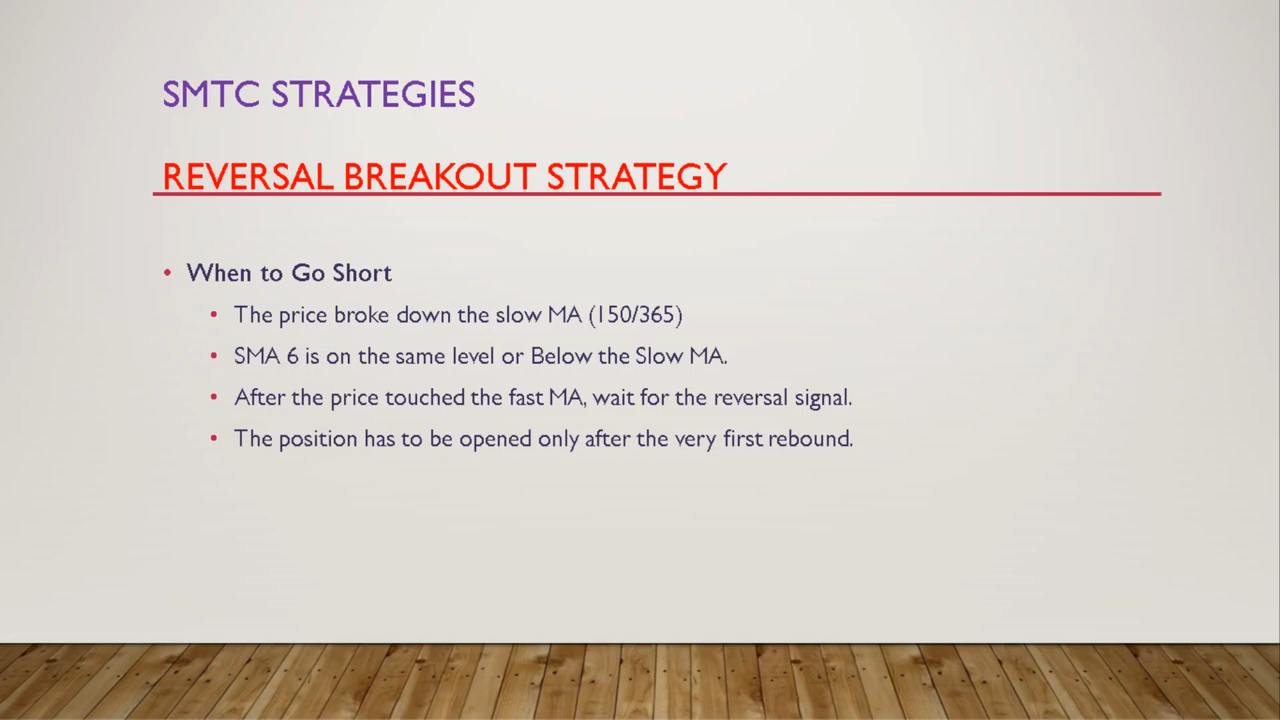 SMTC STRATEGIES
REVERSAL BREAKOUT STRATEGY
• When to Go Short
• The price broke down the slow MA (150/365)
• SMA 6 is on the same level or Below the Slow MA.
• After the price touched the fast MA, wait for the reversal signal.
• The position has to be opened only after the very first rebound.